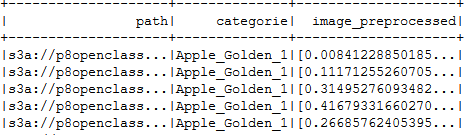 +--------------------+--------------+--------------------+
|                path|     categorie|  image_preprocessed|
+--------------------+--------------+--------------------+
|s3a://p8openclass...|Apple_Golden_1|[0.00841228850185...|
|s3a://p8openclass...|Apple_Golden_1|[0.11171255260705...|
|s3a://p8openclass...|Apple_Golden_1|[0.31495276093482...|
|s3a://p8openclass...|Apple_Golden_1|[0.41679331660270...|
|s3a://p8openclass...|Apple_Golden_1|[0.26685762405395...|